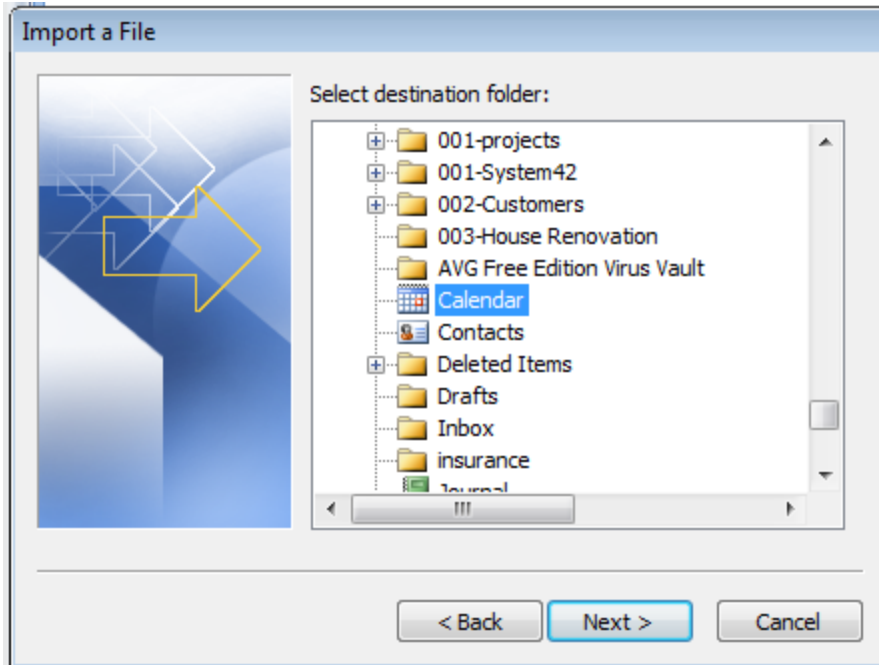 Import a File
Select destination folder:
001-projects
001-System42
002-Customers
003-House Renovation
AVG Free Edition Virus Vault
Calendar
Contacts
Deleted Items
Drafts
Inbox
insurance
Journal
< Back Next > Cancel